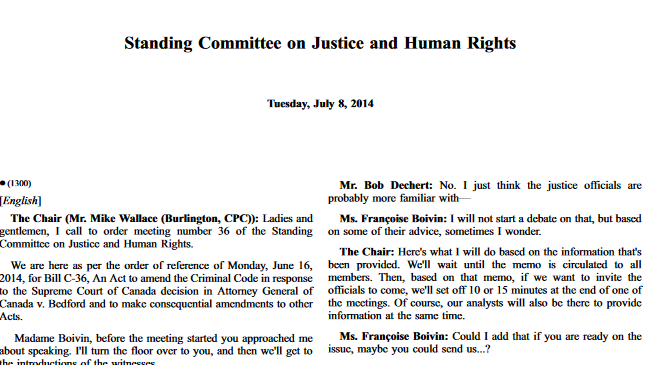 Standing Committee on Justice and Human Rights
Tuesday, July 8, 2014
● (1300)
[English]
The Chair (Mr. Mike Wallace (Burlington, CPC)): Ladies and
gentlemen, I call to order meeting number 36 of the Standing
Committee on Justice and Human Rights.
We are here as per the order of reference of Monday, June 16,
2014, for Bill C-36, An Act to amend the Criminal Code in response
to the Supreme Court of Canada decision in Attorney General of
Canada v. Bedford and to make consequential amendments to other
Acts.
Madame Boivin, before the meeting started you approached me
about speaking. I'll turn the floor over to you, and then we'll get to
the introductions of the witnesses.
Mr. Bob Dechert: No. I just think the justice officials are
probably more familiar with—
Ms. Françoise Boivin: I will not start a debate on that, but based
on some of their advice, sometimes I wonder.
The Chair: Here's what I will do based on the information that's
been provided. We'll wait until the memo is circulated to all
members. Then, based on that memo, if we want to invite the
officials to come, we'll set off 10 or 15 minutes at the end of one of
the meetings. Of course, our analysts will also be there to provide
information at the same time.
Ms. Françoise Boivin: Could I add that if you are ready on the
issue, maybe you could send us...?